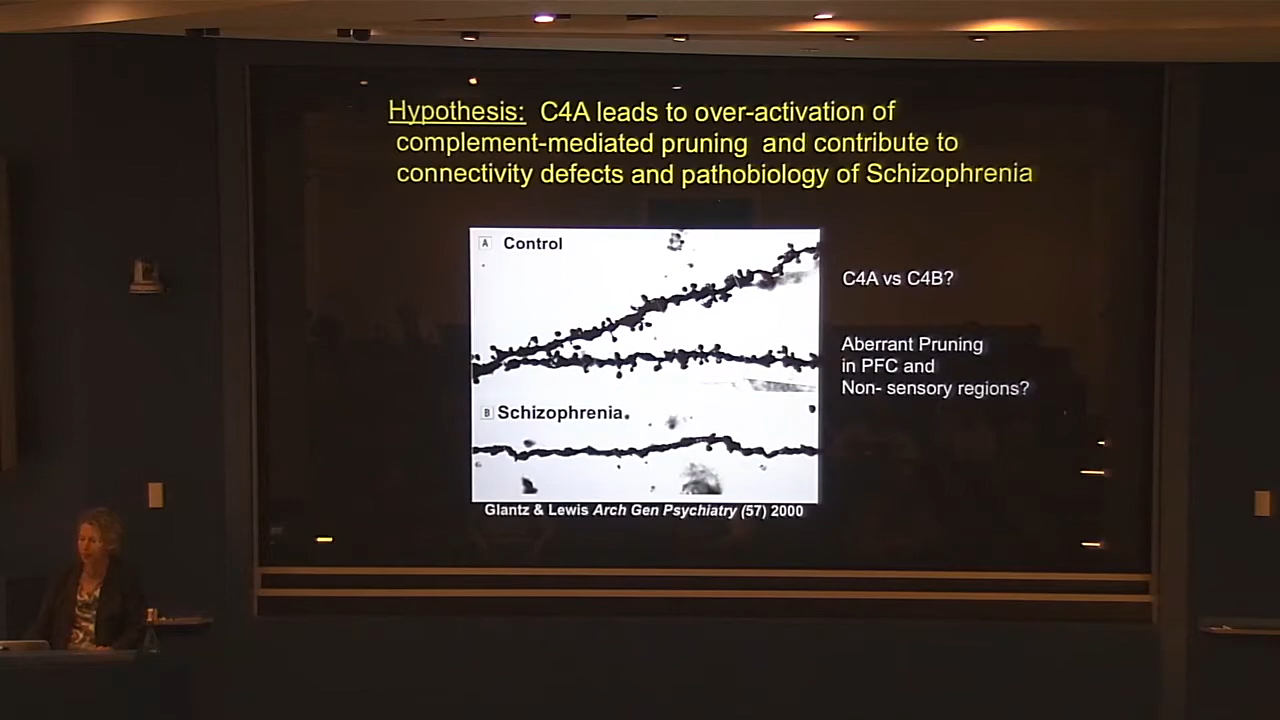 Hypothesis: C4A leads to over-activation of
complement-mediated pruning and contribute to
connectivity defects and pathobiology of Schizophrenia
A Control
C4A vs C4B?
Aberrant Pruning
in PFC and
Non- sensory regions?
B Schizophrenia.
Glantz & Lewis Arch Gen Psychiatry (57) 2000